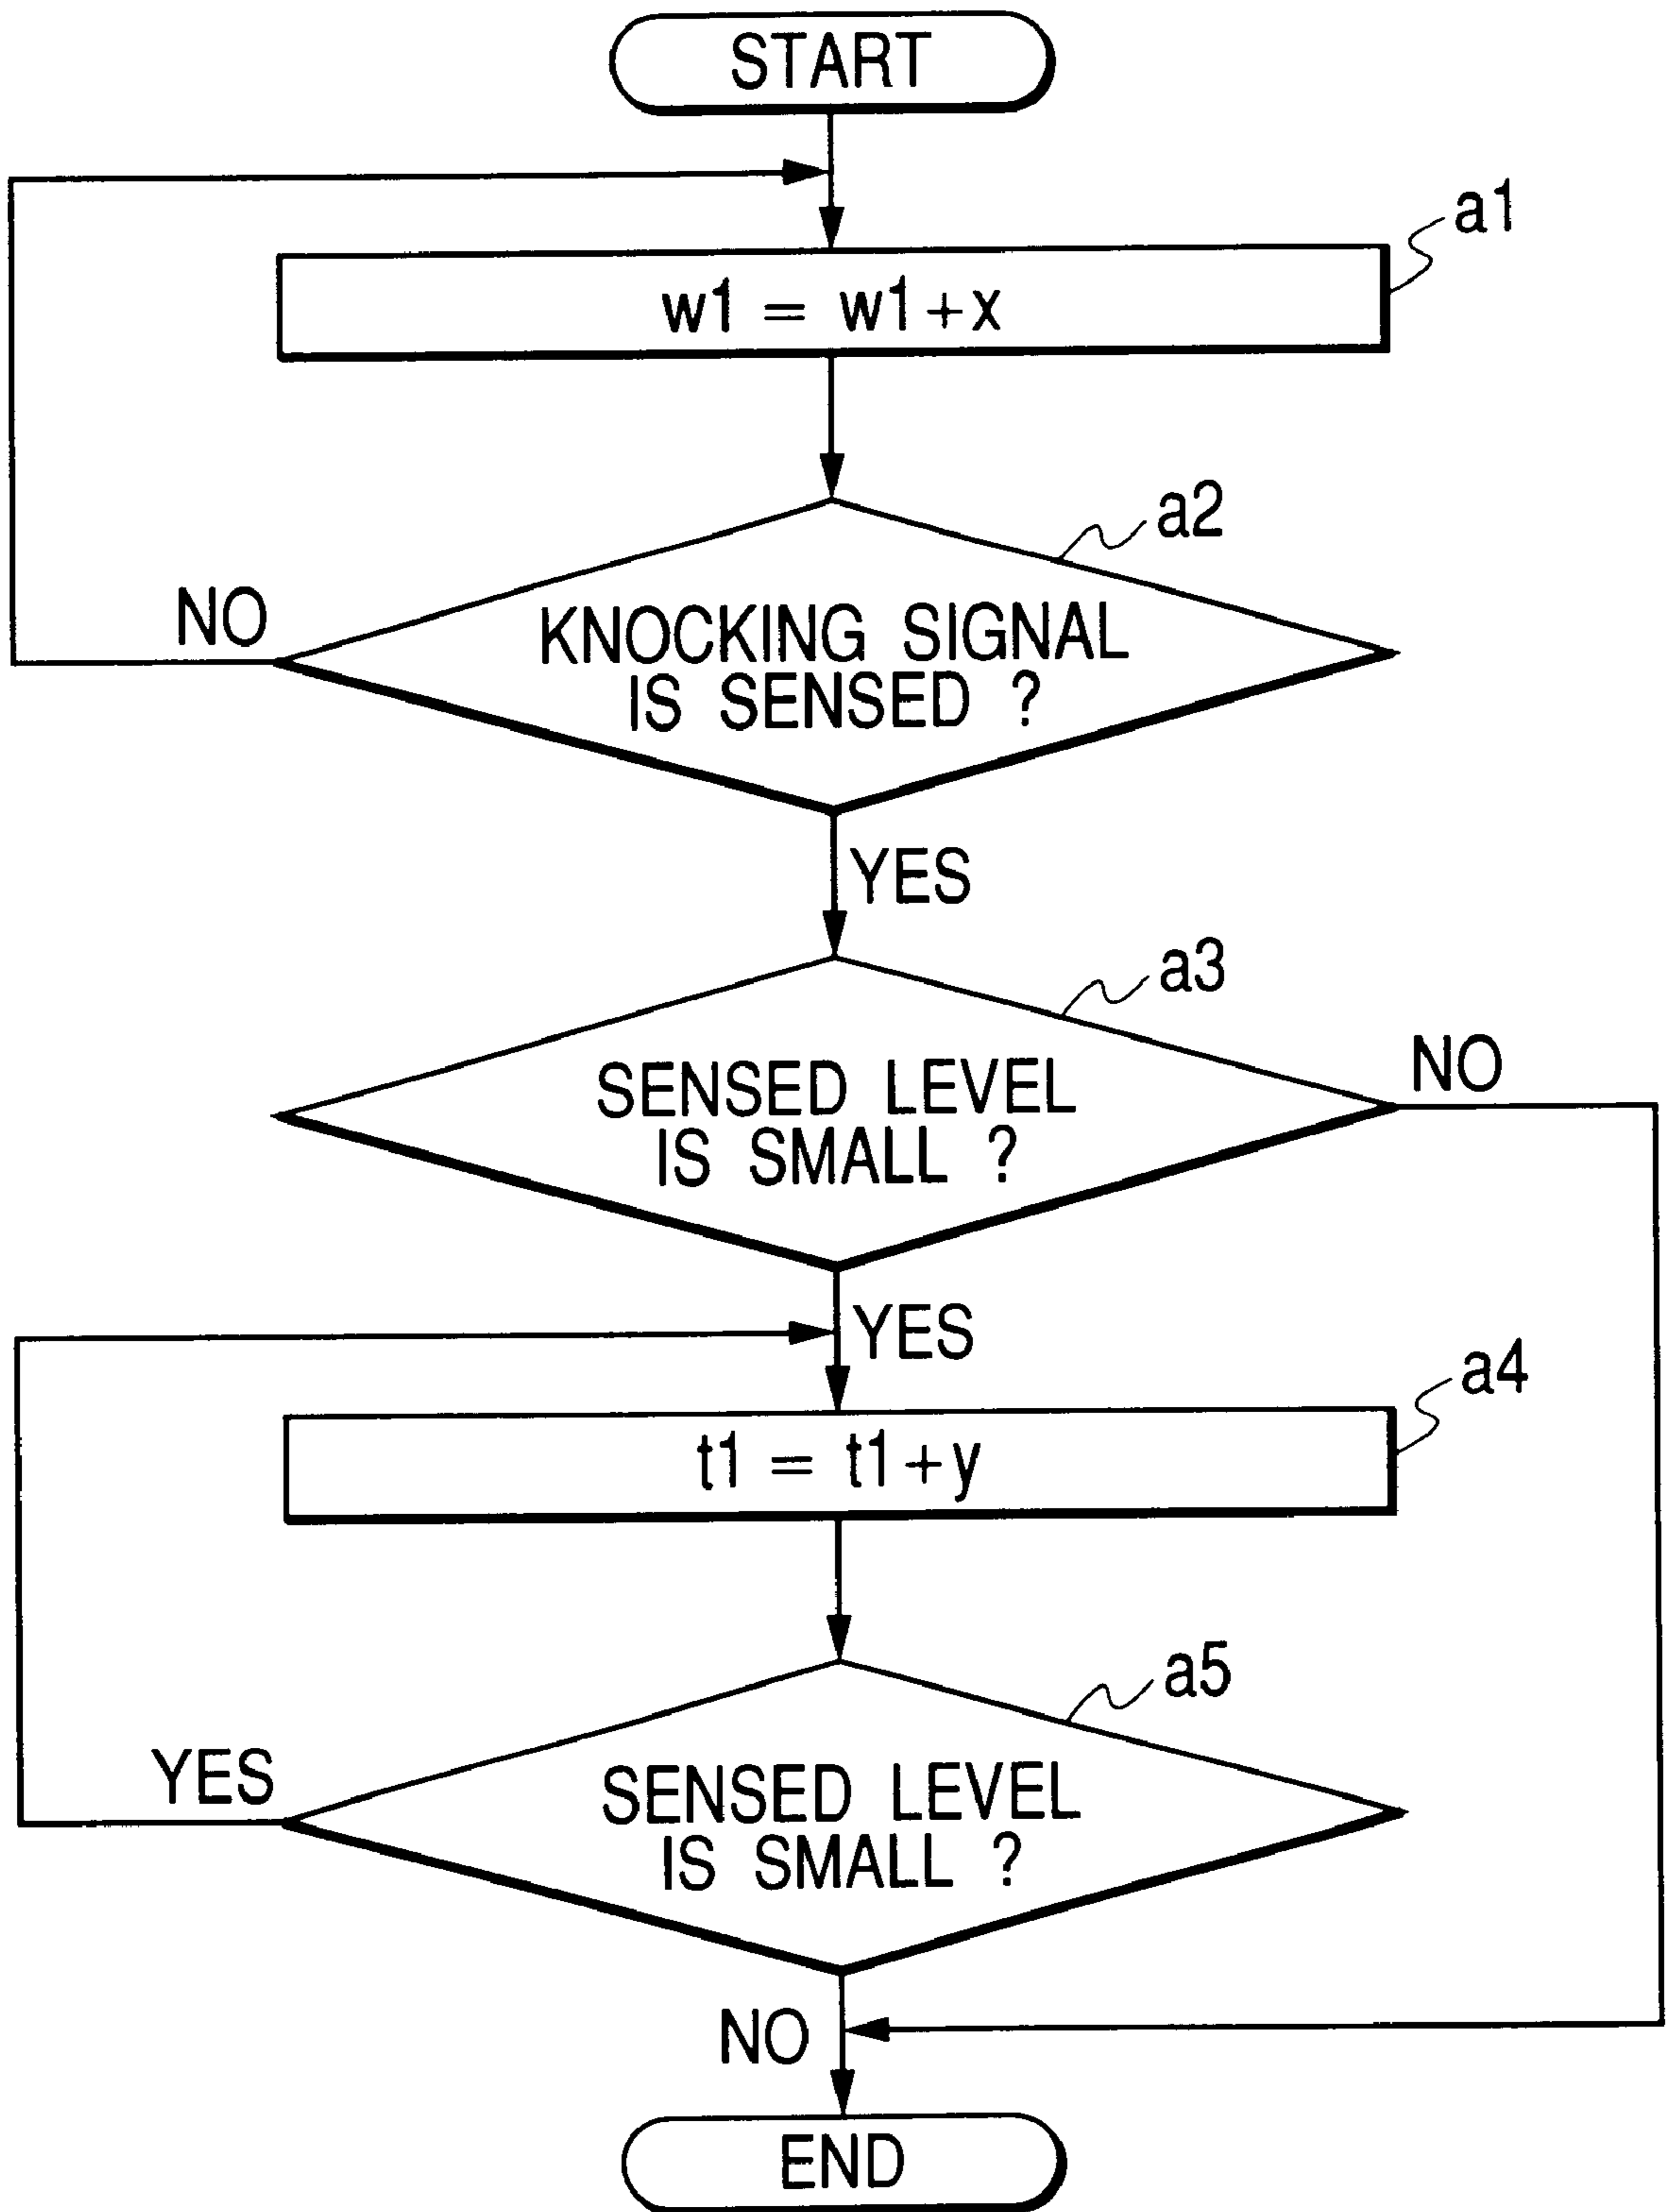 START
a1
w1 = w1+x
a2
NO
KNOCKING SIGNAL
IS SENSED ?
YES
a3
NO
SENSED LEVEL
IS SMALL ?
YES
a4
t1 = t1+y
a5
YES
SENSED LEVEL
IS SMALL ?
NO
END